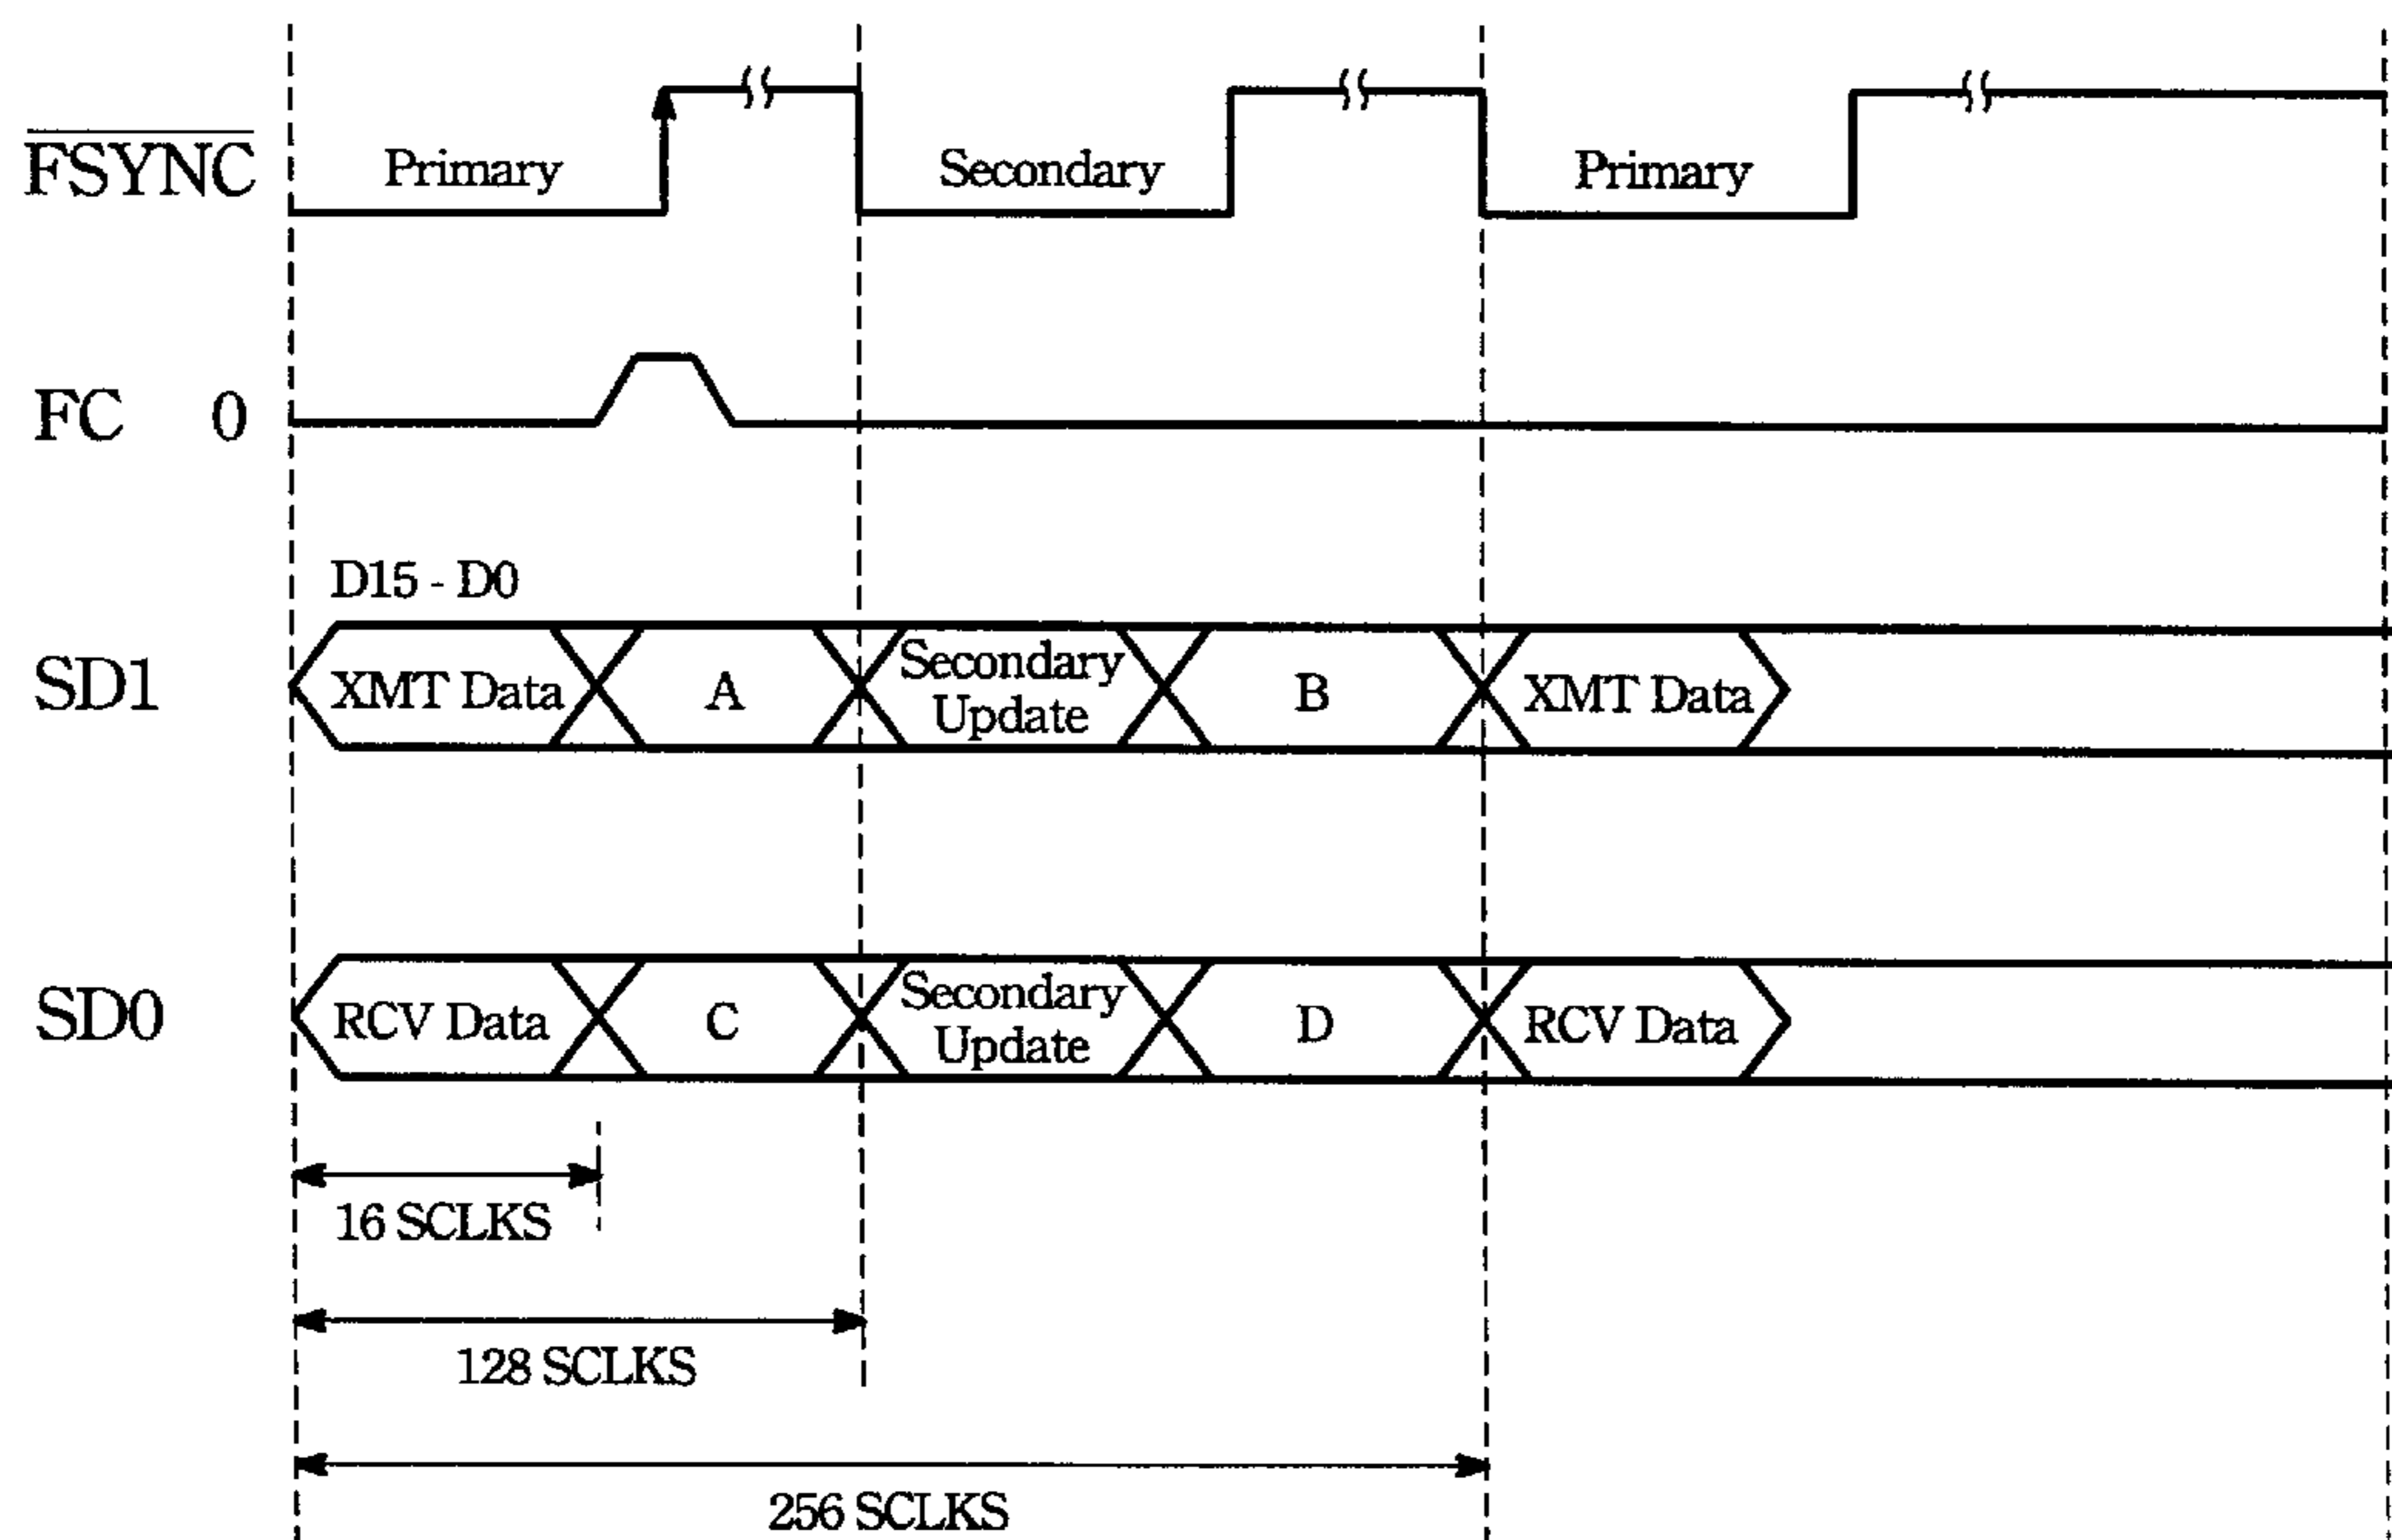 FSYNC
Primary
Secondary
Primary
FC 0
D15 - D0
SD1
XMT Data
A
Secondary
Update
B
XMT Data
SD0
RCV Data
C
Secondary
Update
D
RCV Data
16 SCLKS
128 SCLKS
256 SCLKS